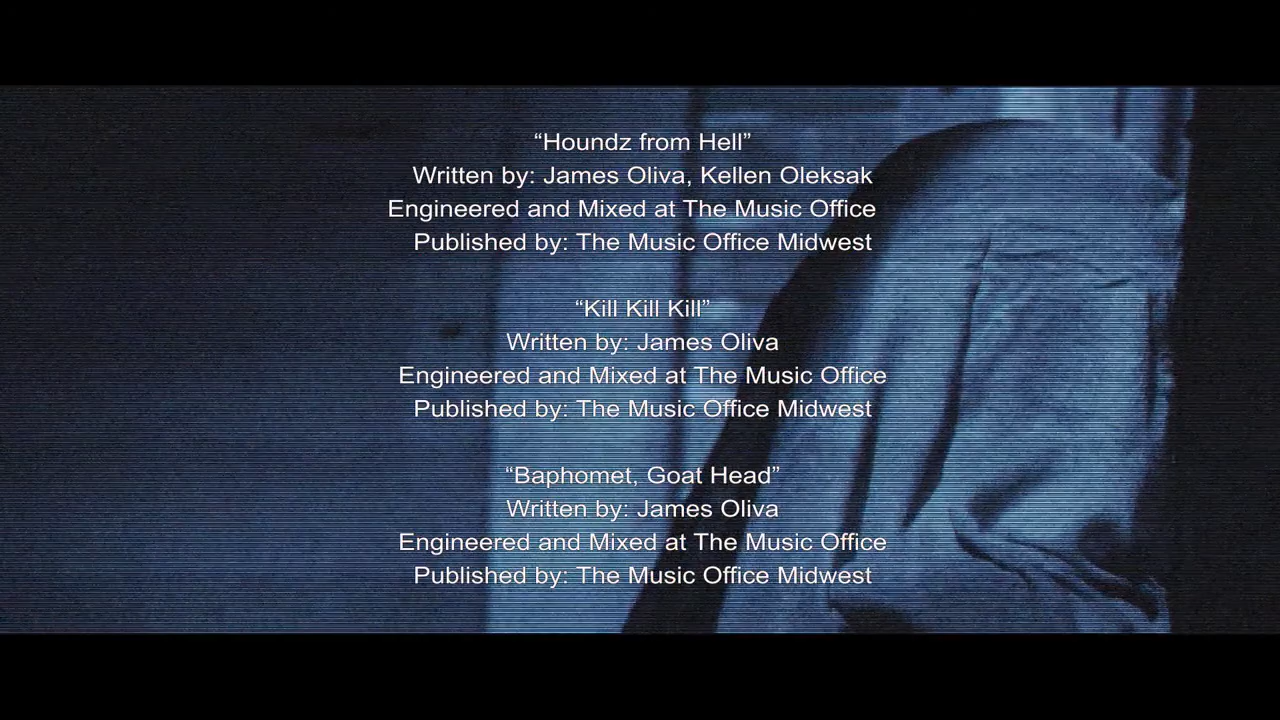 “Houndz from Hell”
Written by: James Oliva, Kellen Oleksak
Engineered and Mixed at The Music Office
Published by: The Music Office Midwest
“Kill Kill Kill”
Written by: James Oliva
Engineered and Mixed at The Music Office
Published by: The Music Office Midwest
“Baphomet, Goat Head”
Written by: James Oliva
Engineered and Mixed at The Music Office
Published by: The Music Office Midwest